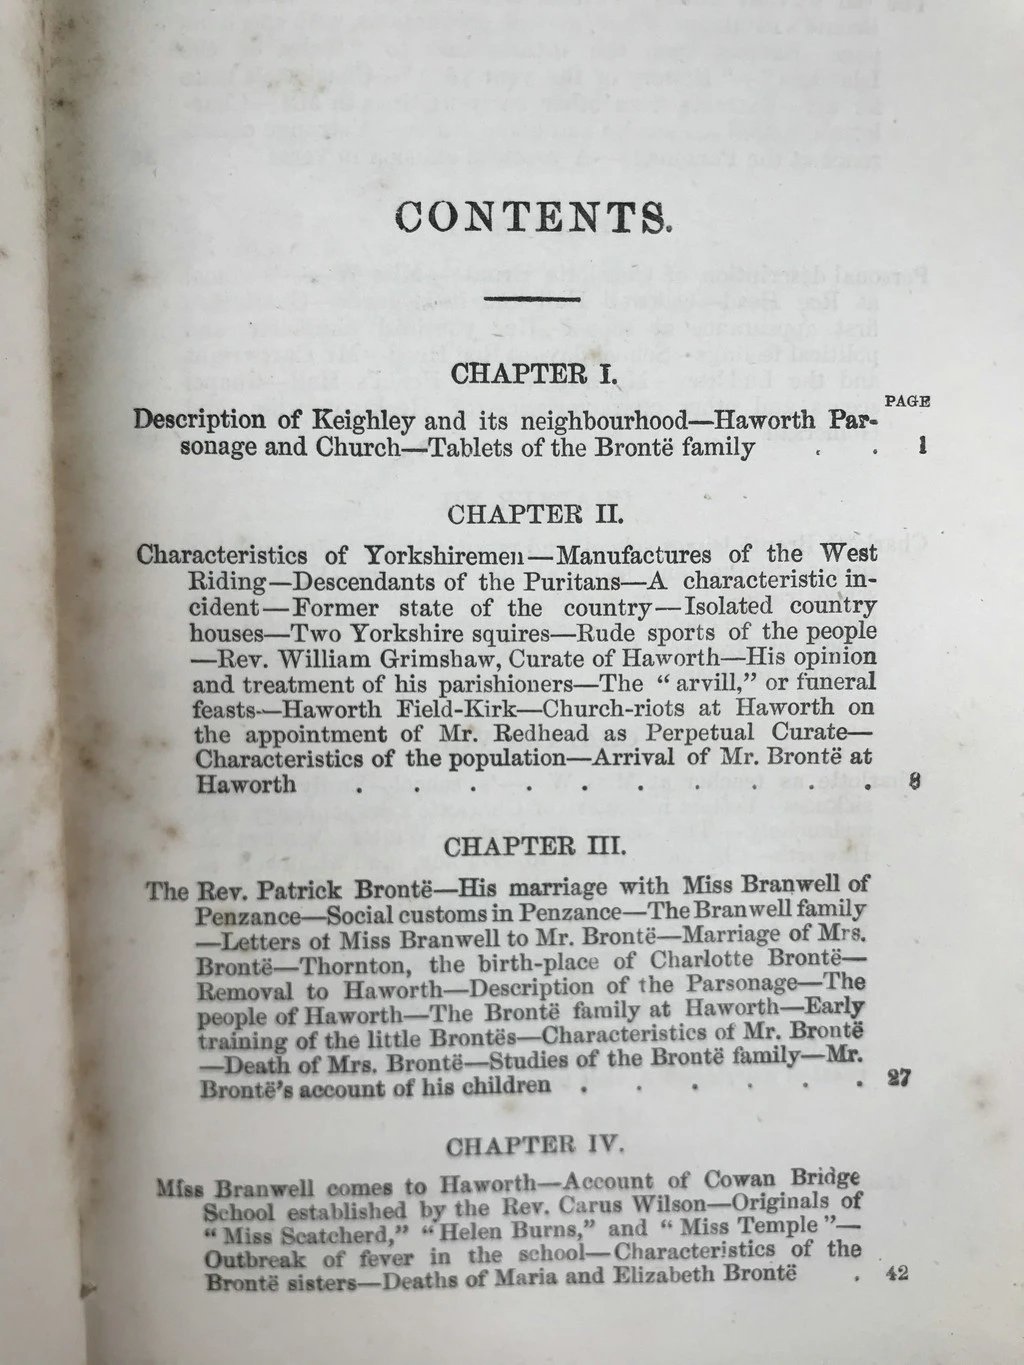 CONTENTS.
CHAPTER I.
PAGE
Description of Keighley and its neighbourhood—Haworth Par-
sonage and Church—Tablets of the Brontë family . . 1
CHAPTER II.
Characteristics of Yorkshiremen—Manufactures of the West
Riding—Descendants of the Puritans—A characteristic in-
cident—Former state of the country—Isolated country
houses—Two Yorkshire squires—Rude sports of the people
—Rev. William Grimshaw, Curate of Haworth—His opinion
and treatment of his parishioners—The "arvill," or funeral
feasts—Haworth Field-Kirk—Church-riots at Haworth on
the appointment of Mr. Redhead as Perpetual Curate—
Characteristics of the population—Arrival of Mr. Brontë at
Haworth . . . . . . . . . . 8
CHAPTER III.
The Rev. Patrick Brontë—His marriage with Miss Branwell of
Penzance—Social customs in Penzance—The Branwell family
—Letters of Miss Branwell to Mr. Brontë—Marriage of Mrs.
Brontë—Thornton, the birth-place of Charlotte Brontë—
Removal to Haworth—Description of the Parsonage—The
people of Haworth—The Brontë family at Haworth—Early
training of the little Brontës—Characteristics of Mr. Brontë
—Death of Mrs. Brontë—Studies of the Brontë family—Mr.
Brontë's account of his children . . . . . . 27
CHAPTER IV.
Miss Branwell comes to Haworth—Account of Cowan Bridge
School established by the Rev. Carus Wilson—Originals of
"Miss Scatcherd," "Helen Burns," and "Miss Temple"—
Outbreak of fever in the school—Characteristics of the
Brontë sisters—Deaths of Maria and Elizabeth Brontë . 42